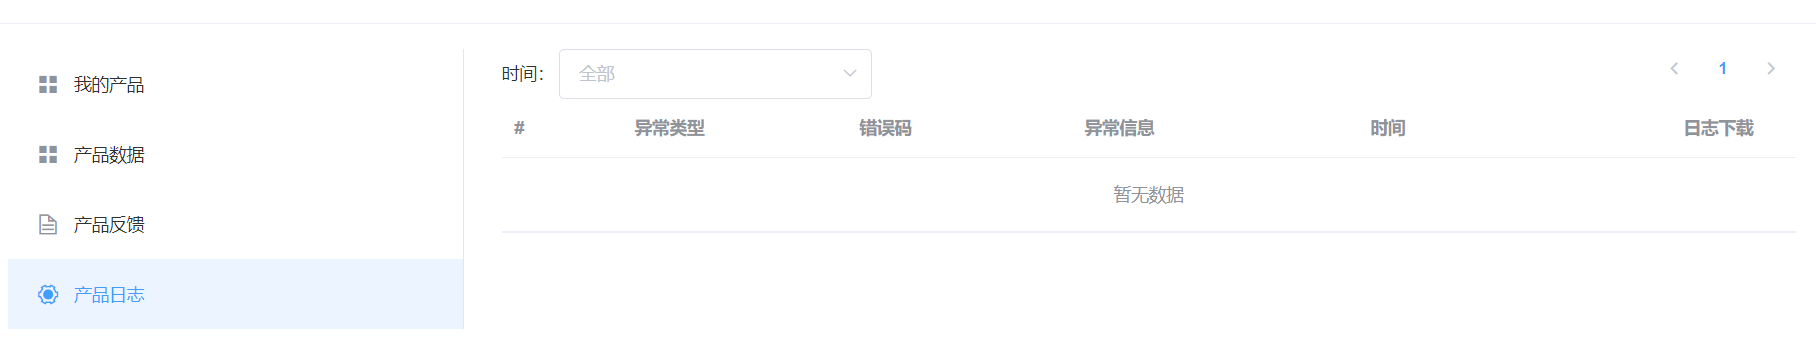 我的产品
产品数据
产品反馈
产品日志
时间： 全部
1
# 异常类型 错误码 异常信息 时间 日志下载
暂无数据